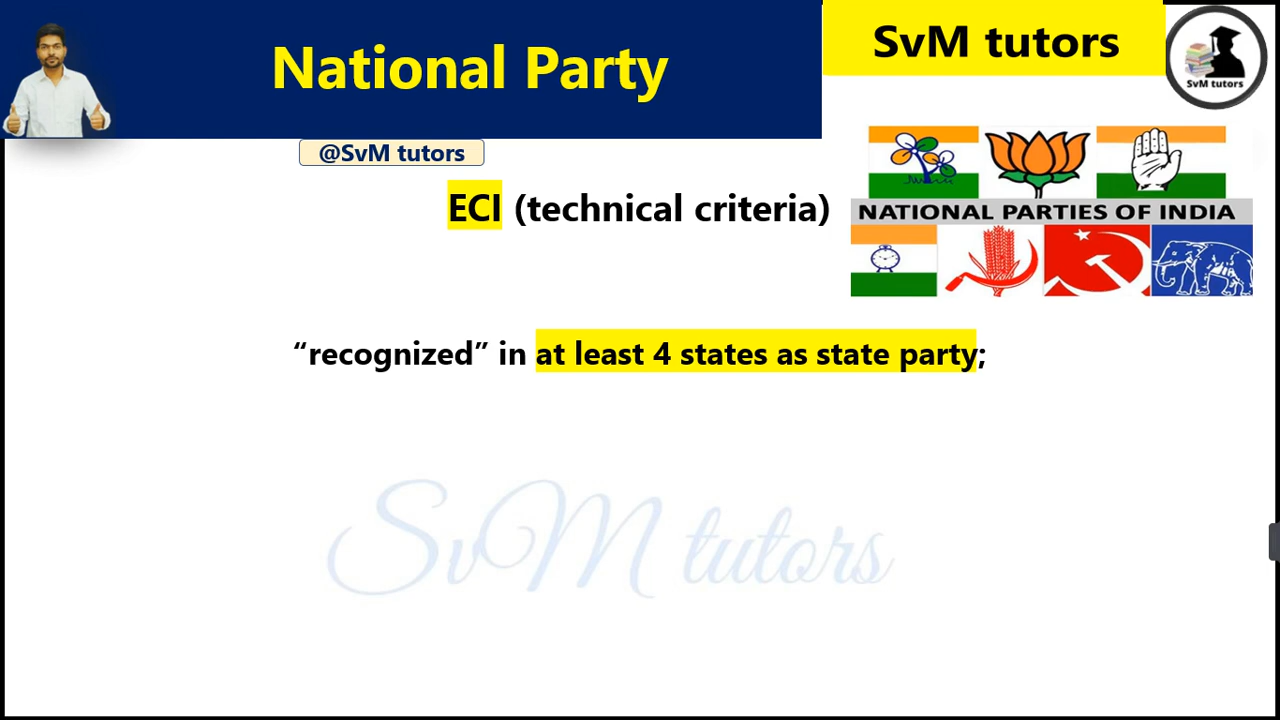 National Party
SvM tutors
SvM tutors
@SvM tutors
ECI (technical criteria)
NATIONAL PARTIES OF INDIA
“recognized” in at least 4 states as state party;
SvM tutors